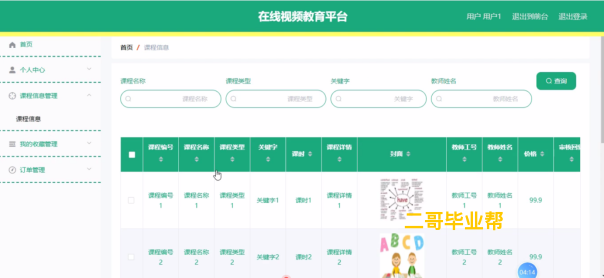 在线视频教育平台
用户 用户1 退出到前台 退出登录
首页
个人中心
课程信息管理
课程信息
我的收藏管理
订单管理
首页 / 课程信息
课程名称 课程类型 关键字 教师姓名
课程名称 课程类型 关键字 教师姓名 查询
课程编号 课程名称 课程类型 关键字 课时 课程详情 封面 教师工号 教师姓名 价格 审核回复
课程编号1 课程名称1 课程类型1 关键字1 课时1 课程详情1 教师工号1 教师姓名1 99.9
have
二哥毕业帮
课程编号2 课程名称2 课程类型2 关键字2 课时2 课程详情2 教师工号2 教师姓名2 99.9
ABCD
04:14